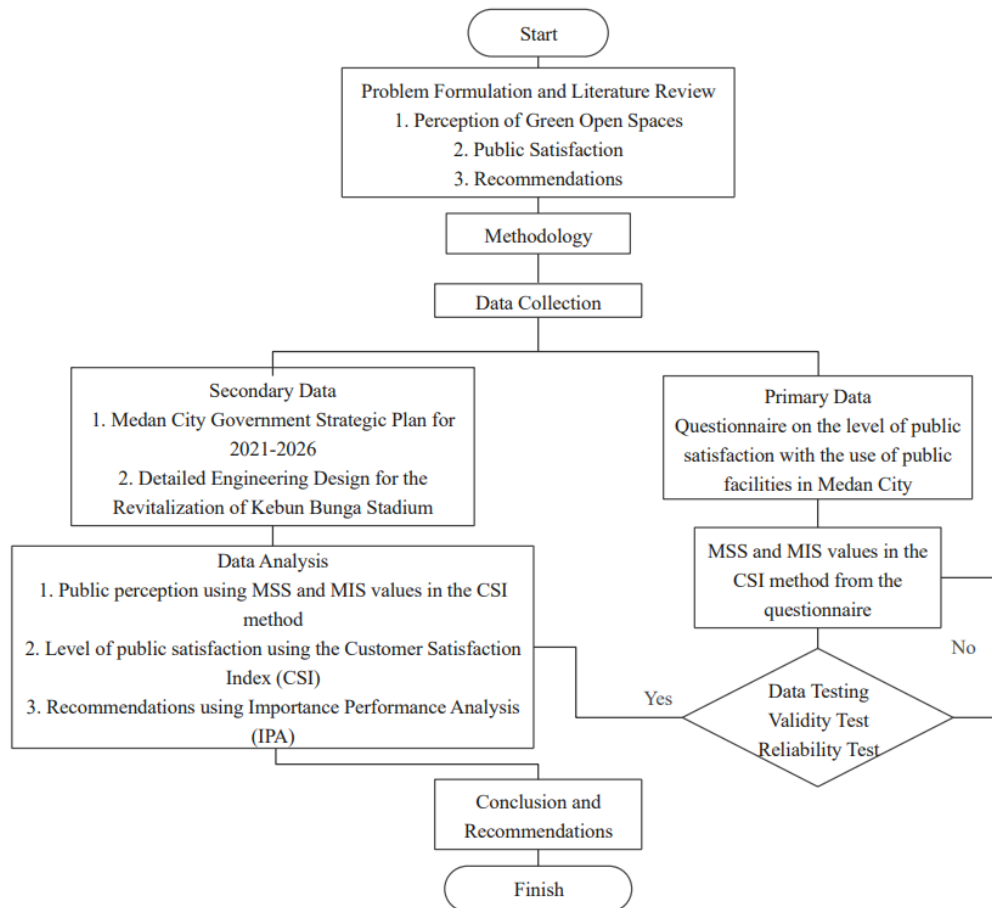 Start
Problem Formulation and Literature Review
1. Perception of Green Open Spaces
2. Public Satisfaction
3. Recommendations
Methodology
Data Collection
Secondary Data
1. Medan City Government Strategic Plan for
2021-2026
2. Detailed Engineering Design for the
Revitalization of Kebun Bunga Stadium
Primary Data
Questionnaire on the level of public
satisfaction with the use of public
facilities in Medan City
MSS and MIS values in the
CSI method from the
questionnaire
No
Data Testing
Validity Test
Reliability Test
Yes
Data Analysis
1. Public perception using MSS and MIS values in the CSI
method
2. Level of public satisfaction using the Customer Satisfaction
Index (CSI)
3. Recommendations using Importance Performance Analysis
(IPA)
Conclusion and
Recommendations
Finish